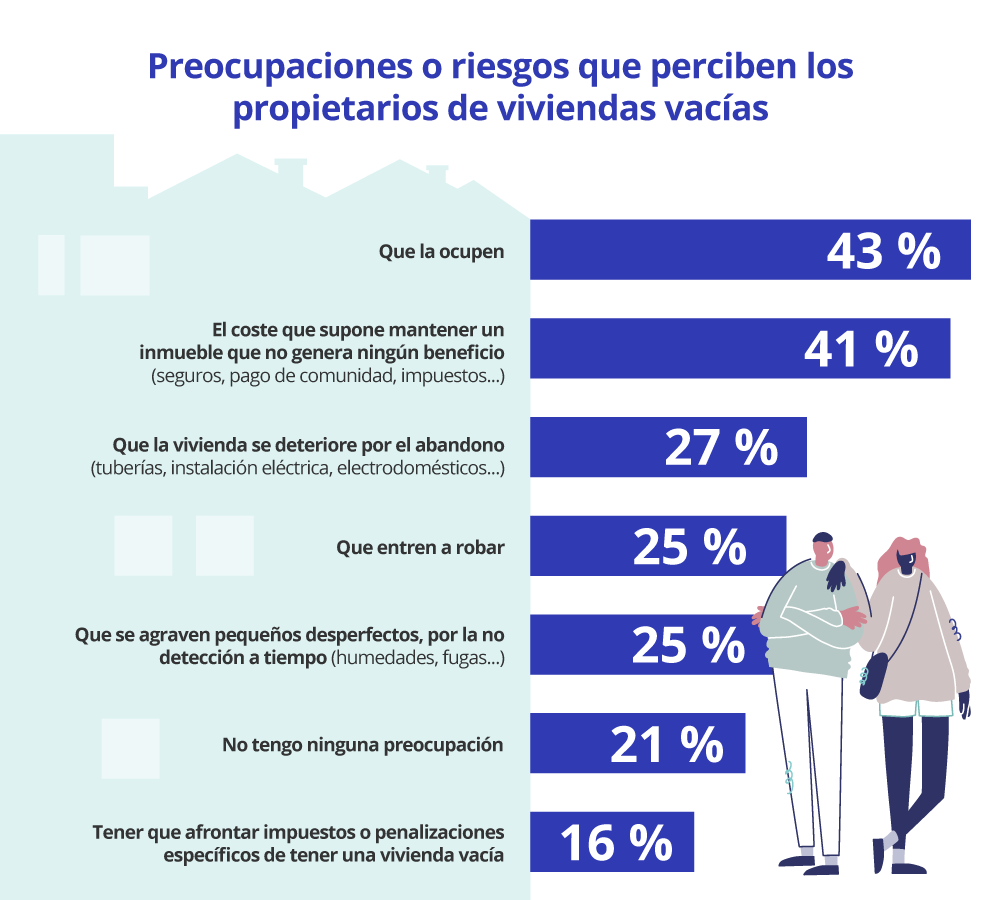 Preocupaciones o riesgos que perciben los
propietarios de viviendas vacías
Que la ocupen
43 %
El coste que supone mantener un
inmueble que no genera ningún beneficio
(seguros, pago de comunidad, impuestos...)
41 %
Que la vivienda se deteriore por el abandono
(tuberías, instalación eléctrica, electrodomésticos...)
27 %
Que entren a robar
25 %
Que se agraven pequeños desperfectos, por la no
detección a tiempo (humedades, fugas...)
25 %
No tengo ninguna preocupación
21 %
Tener que afrontar impuestos o penalizaciones
específicos de tener una vivienda vacía
16 %